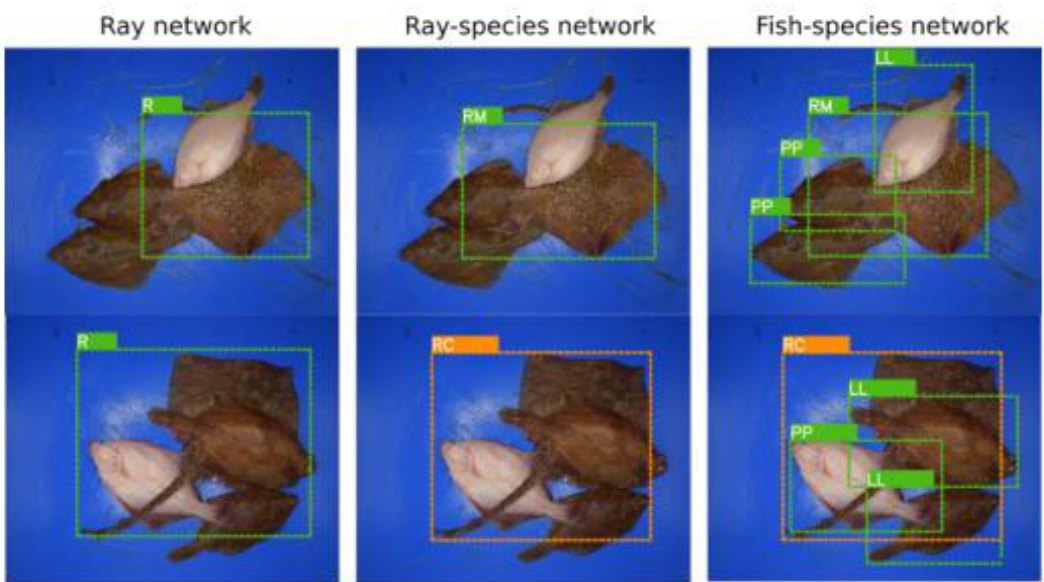 Ray network
Ray-species network
Fish-species network
R
RM
LL
RM
PP
PP
R
RC
RC
LL
PP
LL